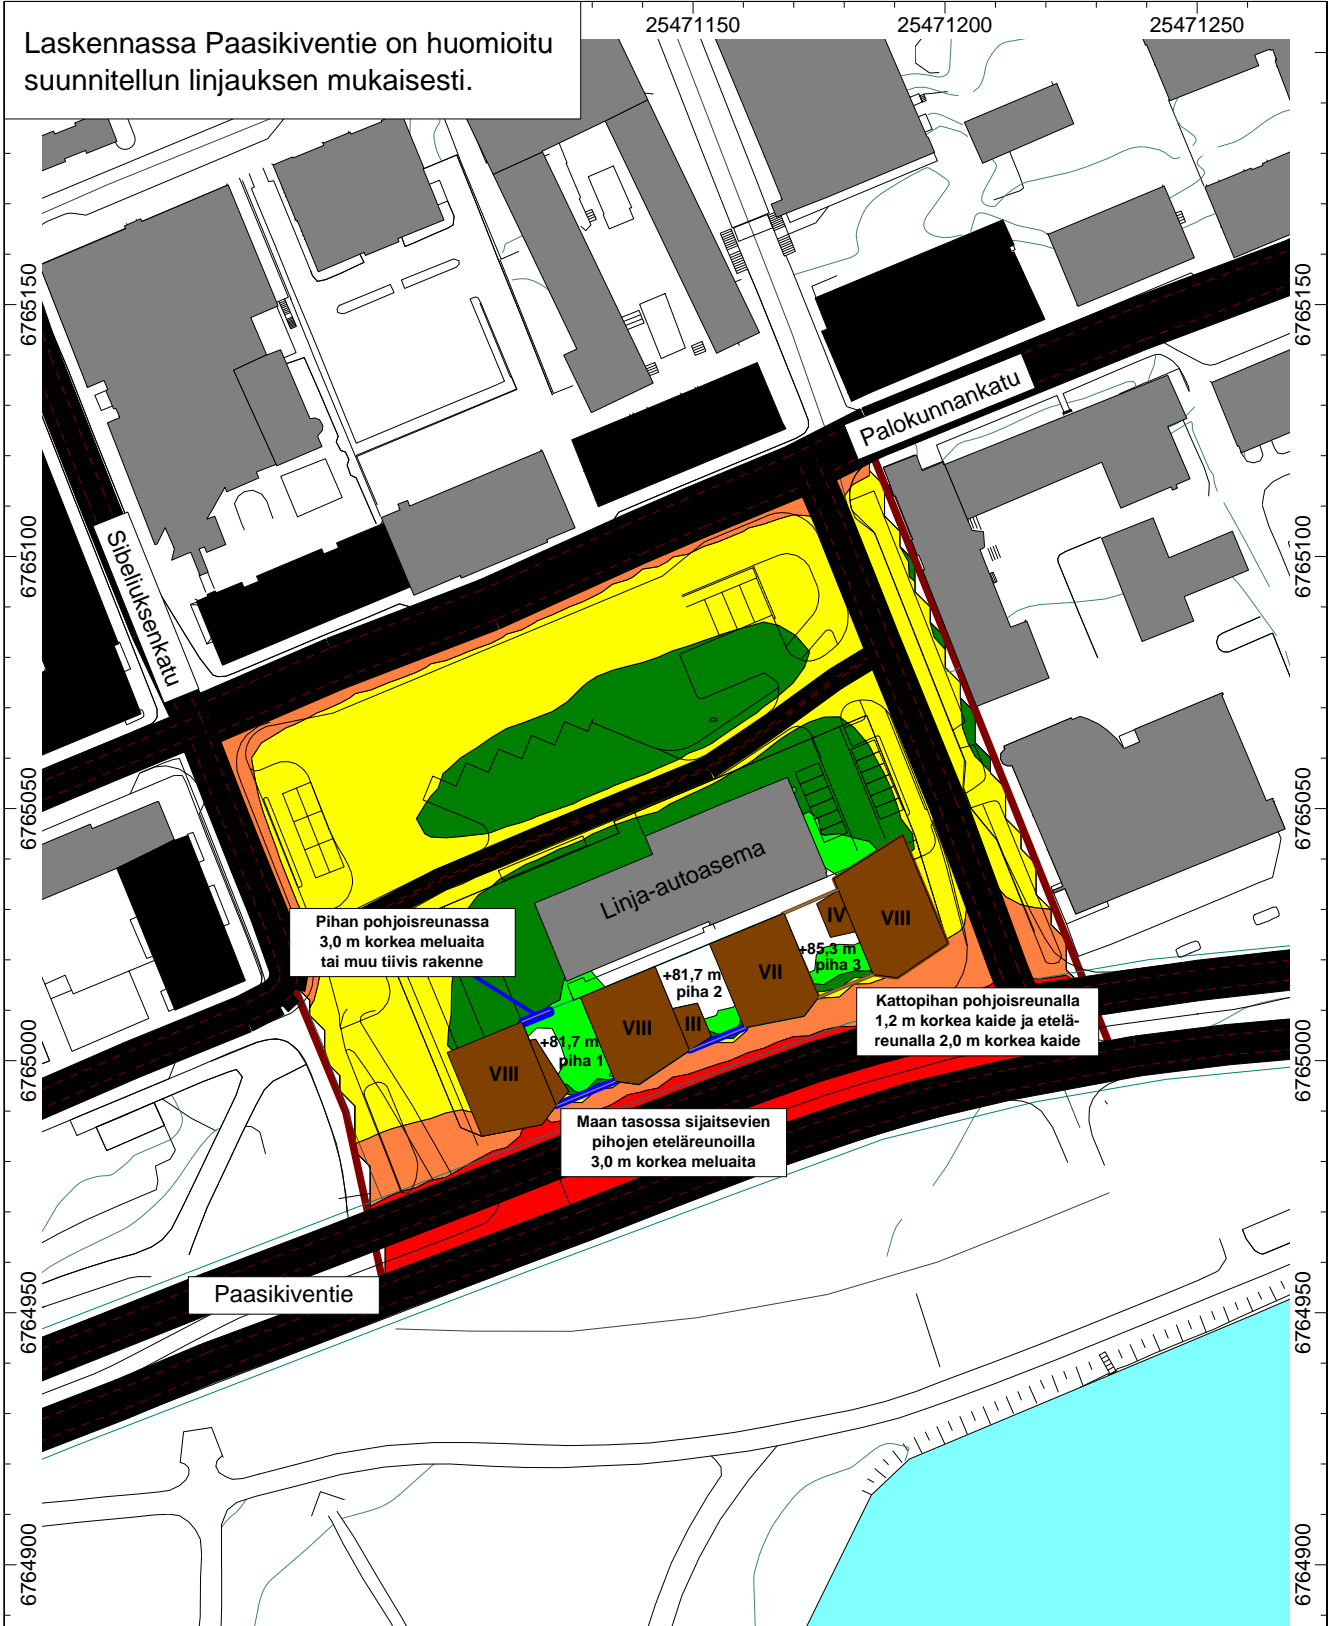 25471150
25471200
25471250
Laskennassa Paasikiventie on huomioitu
suunnitellun linjauksen mukaisesti.
6765150
6765150
Palokunnankatu
6765100
6765100
Sibeliuksenkatu
6765050
6765050
Linja-autoasema
Pihan pohjoisreunassa
3,0 m korkea meluaita
tai muu tiivis rakenne
IV
VIII
+85,3 m
piha 3
VII
+81,7 m
piha 2
Kattopihan pohjoisreunalla
1,2 m korkea kaide ja etelä-
reunalla 2,0 m korkea kaide
VIII
III
+81,7 m
piha 1
VIII
6765000
6765000
Maan tasossa sijaitsevien
pihojen eteläreunoilla
3,0 m korkea meluaita
Paasikiventie
6764950
6764950
6764900
6764900